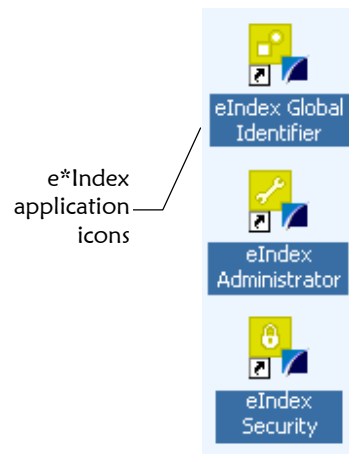 e*Index
application
icons
eIndex Global
Identifier
eIndex
Administrator
eIndex
Security